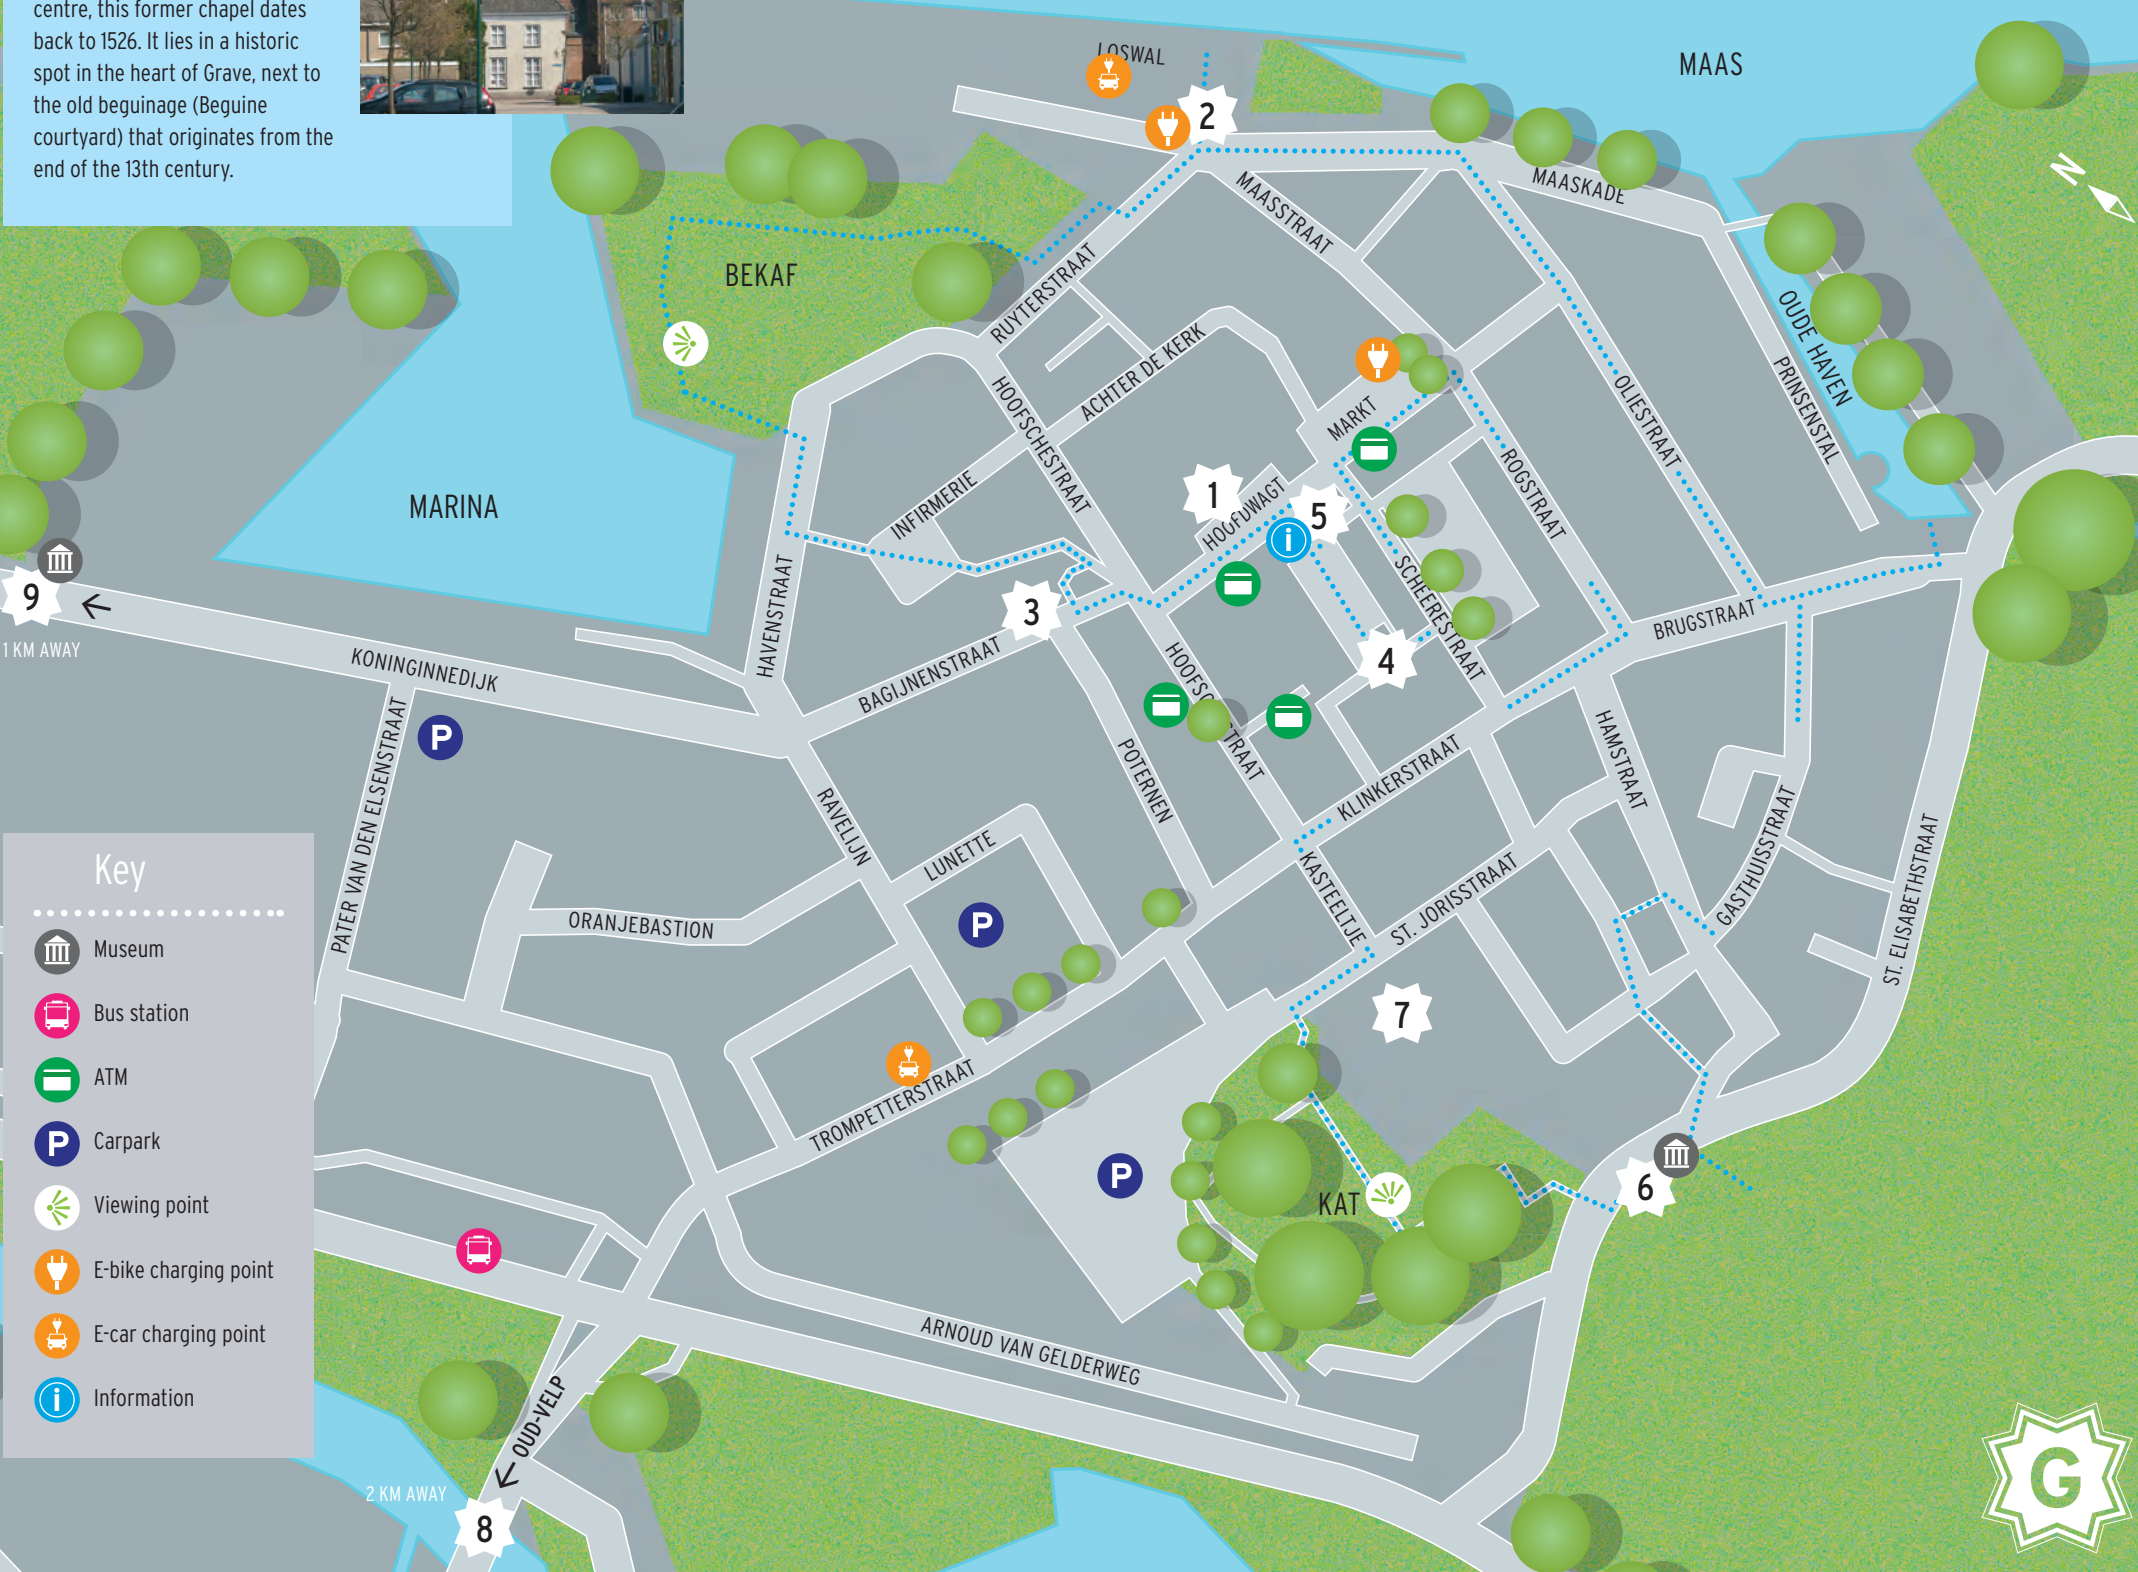 centre, this former chapel dates
back to 1526. It lies in a historic
spot in the heart of Grave, next to
the old beguinage (Beguine
courtyard) that originates from the
end of the 13th century.
LOSWAL
MAAS
2
N
MAASKADE
MAASSTRAAT
BEKAF
RUYTERSTRAAT
OUDE HAVEN
ACHTER DE KERK
PRINSENSTAL
OLIESTRAAT
HOOFSCHESTRAAT
MARKT
ROGSTRAAT
MARINA
INFIRMERIE
1
HOOFDWAGT
5
i
SCHEERESTRAAT
9
1 KM AWAY
3
HAVENSTRAAT
BRUGSTRAAT
KONINGINNEDIJK
BAGIJNENSTRAAT
4
HOOFSCHESTRAAT
P
PATER VAN DEN ELSENSTRAAT
POTERNEN
KLINKERSTRAAT
HAMSTRAAT
RAVELIJN
LUNETTE
GASTHUISSTRAAT
ST. ELISABETHSTRAAT
KASTEELTJE
ST. JORISSTRAAT
ORANJEBASTION
P
7
TROMPETTERSTRAAT
P
KAT
6
ARNOUD VAN GELDERWEG
OUD-VELP
2 KM AWAY
8
G
Key
Museum
Bus station
ATM
P Carpark
Viewing point
E-bike charging point
E-car charging point
i Information